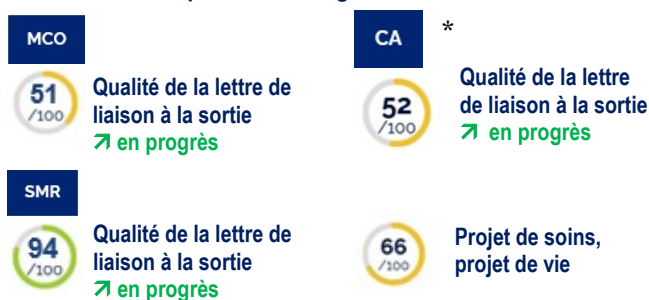 MCO
51
/100
Qualité de la lettre de
liaison à la sortie
↗ en progrès
CA *
52
/100
Qualité de la lettre
de liaison à la sortie
↗ en progrès
SMR
94
/100
Qualité de la lettre de
liaison à la sortie
↗ en progrès
66
/100
Projet de soins,
projet de vie